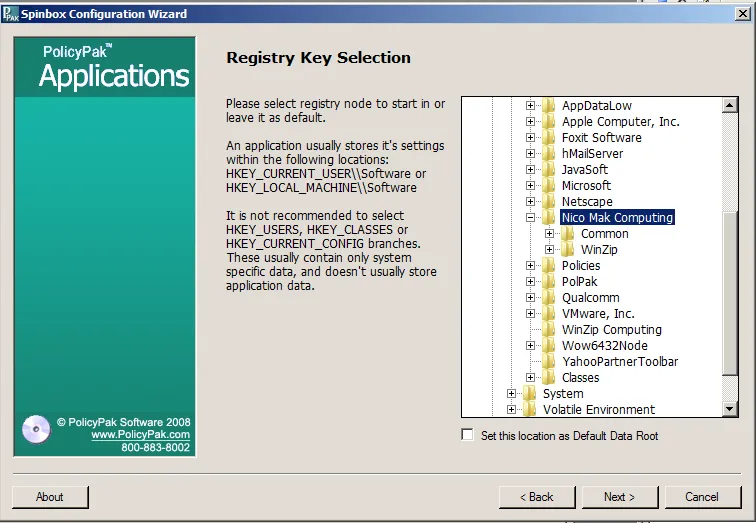 Spinbox Configuration Wizard
PPAK
PolicyPak™
Applications
Registry Key Selection
Please select registry node to start in or
leave it as default.
An application usually stores it's settings
within the following locations:
HKEY_CURRENT_USER\\Software or
HKEY_LOCAL_MACHINE\\Software
It is not recommended to select
HKEY_USERS, HKEY_CLASSES or
HKEY_CURRENT_CONFIG branches.
These usually contain only system
specific data, and doesn't usually store
application data.
AppDataLow
Apple Computer, Inc.
Foxit Software
hMailServer
JavaSoft
Microsoft
Netscape
Nico Mak Computing
Common
WinZip
Policies
PolPak
Qualcomm
VMware, Inc.
WinZip Computing
Wow6432Node
YahooPartnerToolbar
Classes
System
Volatile Environment
Set this location as Default Data Root
© PolicyPak Software 2008
www.PolicyPak.com
800-883-8002
About
< Back
Next >
Cancel